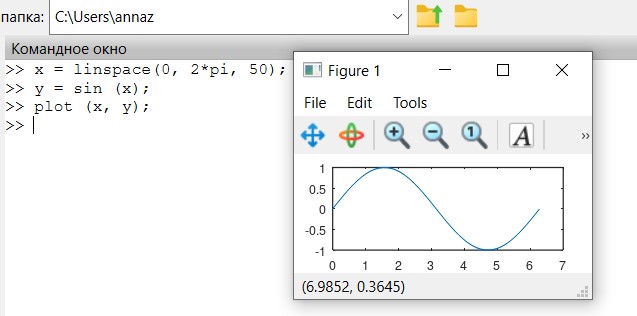 папка: C:\Users\annaz
Командное окно
>> x = linspace(0, 2*pi, 50);
>> y = sin (x);
>> plot (x, y);
>>
Figure 1
File Edit Tools
1 A »
1
0.5
0
-0.5
-1
0 1 2 3 4 5 6 7
(6.9852, 0.3645)